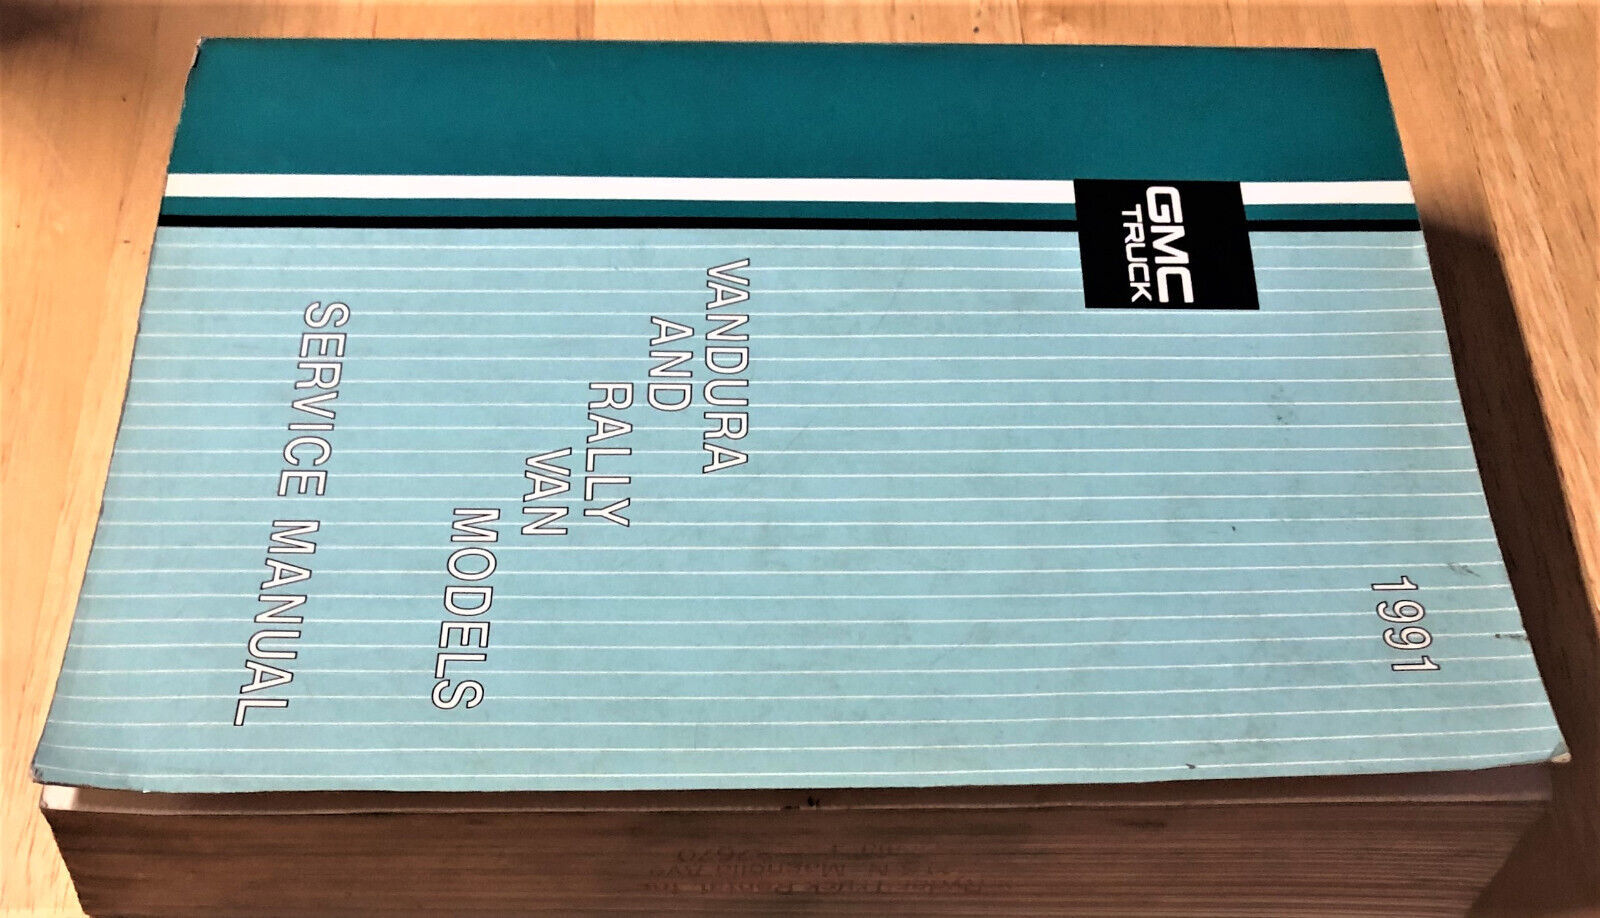 1991
GMC
TRUCK
VANDURA
AND
RALLY
VAN
MODELS
SERVICE MANUAL